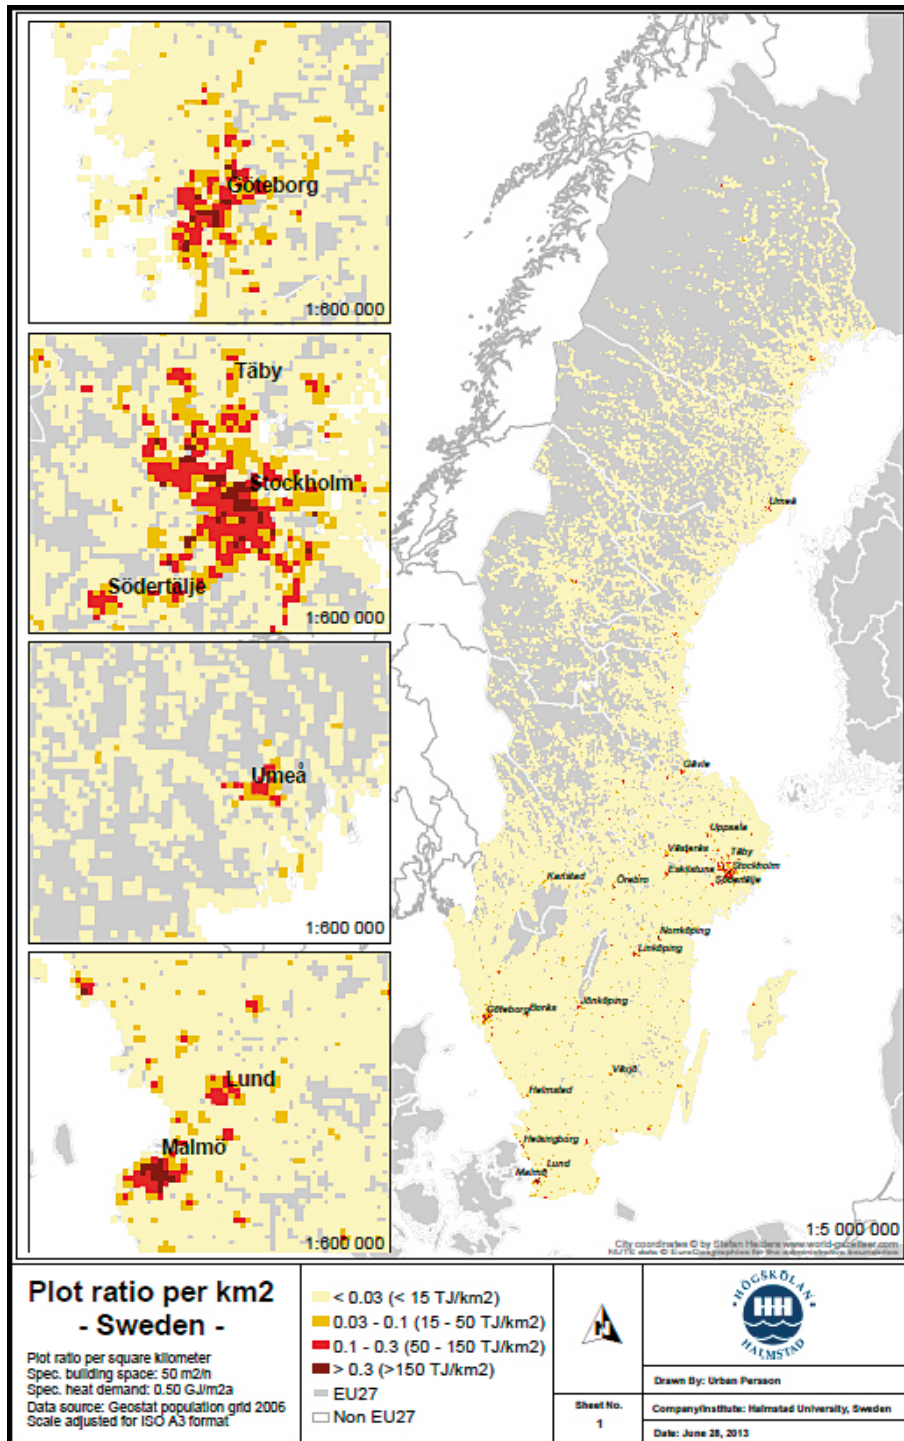 Göteborg
1:600 000
Täby
Stockholm
Södertälje
1:600 000
Umeå
1:600 000
Lund
Malmö
1:600 000
Umeå
Gävle
Uppsala
Västerås
Täby
Stockholm
Eskilstuna
Södertälje
Karlstad
Örebro
Norrköping
Linköping
Göteborg
Borås
Jönköping
Växjö
Halmstad
Helsingborg
Lund
Malmö
1:5 000 000
City coordinates © by Stefan Helders www.world-gazetteer.com
NUTS data © EuroGeographics for the administrative boundaries
Plot ratio per km2
- Sweden -
Plot ratio per square kilometer
Spec. building space: 50 m2/n
Spec. heat demand: 0.50 GJ/m2a
Data source: Geostat population grid 2006
Scale adjusted for ISO A3 format
< 0.03 (< 15 TJ/km2)
0.03 - 0.1 (15 - 50 TJ/km2)
0.1 - 0.3 (50 - 150 TJ/km2)
> 0.3 (>150 TJ/km2)
EU27
Non EU27
N
Sheet No.
1
HÖGSKOLAN
HALMSTAD
Drawn By: Urban Persson
Company/Institute: Halmstad University, Sweden
Date: June 28, 2013